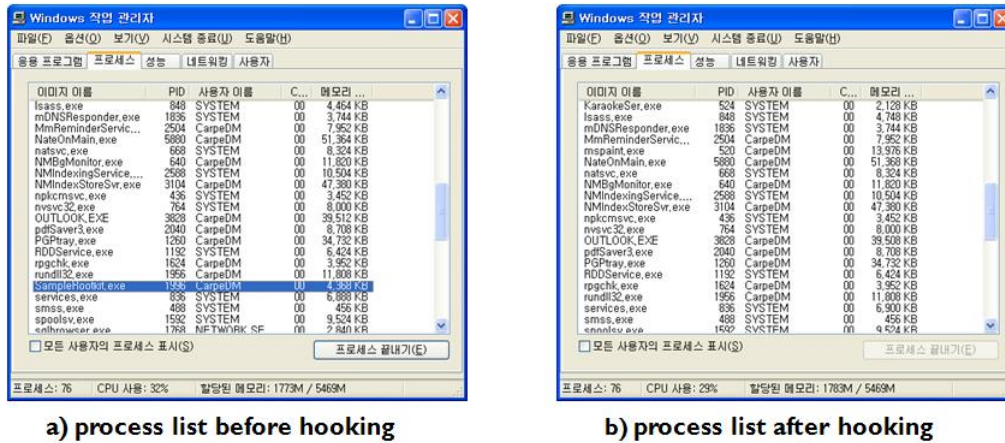 Windows 작업 관리자
파일(F) 옵션(O) 보기(V) 시스템 종료(U) 도움말(H)
응용 프로그램 프로세스 성능 네트워킹 사용자
이미지 이름 PID 사용자 이름 C... 메모리 ...
lsass.exe 848 SYSTEM 00 4,464 KB
mDNSResponder.exe 1836 SYSTEM 00 3,744 KB
MmReminderServic... 2504 CarpeDM 00 7,952 KB
NateOnMain.exe 5880 CarpeDM 00 51,364 KB
natsvc.exe 668 SYSTEM 00 8,324 KB
NMBgMonitor.exe 640 CarpeDM 00 11,820 KB
NMIndexingService.... 2588 CarpeDM 00 10,504 KB
NMIndexStoreSvr.exe 3104 CarpeDM 00 47,380 KB
npkcmsvc.exe 436 SYSTEM 00 3,452 KB
nvsvc32.exe 764 SYSTEM 00 8,000 KB
OUTLOOK.EXE 3828 CarpeDM 00 39,512 KB
pdfSaver3.exe 2040 CarpeDM 00 8,708 KB
PGPtray.exe 1260 CarpeDM 00 34,732 KB
RDDService.exe 1192 SYSTEM 00 6,424 KB
rpgchk.exe 1624 CarpeDM 00 3,952 KB
rundll32.exe 1956 CarpeDM 00 11,808 KB
SampleRootkit.exe 1996 CarpeDM 00 4,368 KB
services.exe 836 SYSTEM 00 6,888 KB
smss.exe 488 SYSTEM 00 456 KB
spoolsv.exe 1592 SYSTEM 00 9,524 KB
sqlbrowser.exe 1768 NETWORK SE... 00 2,840 KB
모든 사용자의 프로세스 표시(S) 프로세스 끝내기(E)
프로세스: 76 CPU 사용: 32% 할당된 메모리: 1773M / 5469M
a) process list before hooking
Windows 작업 관리자
파일(F) 옵션(O) 보기(V) 시스템 종료(U) 도움말(H)
응용 프로그램 프로세스 성능 네트워킹 사용자
이미지 이름 PID 사용자 이름 C... 메모리 ...
KaraokeSer.exe 524 SYSTEM 00 2,128 KB
lsass.exe 848 SYSTEM 00 4,748 KB
mDNSResponder.exe 1836 SYSTEM 00 3,744 KB
MmReminderServic... 2504 CarpeDM 00 7,952 KB
mspaint.exe 520 CarpeDM 00 13,976 KB
NateOnMain.exe 5880 CarpeDM 00 51,368 KB
natsvc.exe 668 SYSTEM 00 8,324 KB
NMBgMonitor.exe 640 CarpeDM 00 11,820 KB
NMIndexingService.... 2588 CarpeDM 00 10,504 KB
NMIndexStoreSvr.exe 3104 CarpeDM 00 47,380 KB
npkcmsvc.exe 436 SYSTEM 00 3,452 KB
nvsvc32.exe 764 SYSTEM 00 8,000 KB
OUTLOOK.EXE 3828 CarpeDM 00 39,508 KB
pdfSaver3.exe 2040 CarpeDM 00 8,708 KB
PGPtray.exe 1260 CarpeDM 00 34,732 KB
RDDService.exe 1192 SYSTEM 00 6,424 KB
rpgchk.exe 1624 CarpeDM 00 3,952 KB
rundll32.exe 1956 CarpeDM 00 11,808 KB
services.exe 836 SYSTEM 00 6,900 KB
smss.exe 488 SYSTEM 00 456 KB
spoolsv.exe 1592 SYSTEM 00 9,524 KB
모든 사용자의 프로세스 표시(S) 프로세스 끝내기(E)
프로세스: 76 CPU 사용: 29% 할당된 메모리: 1783M / 5469M
b) process list after hooking